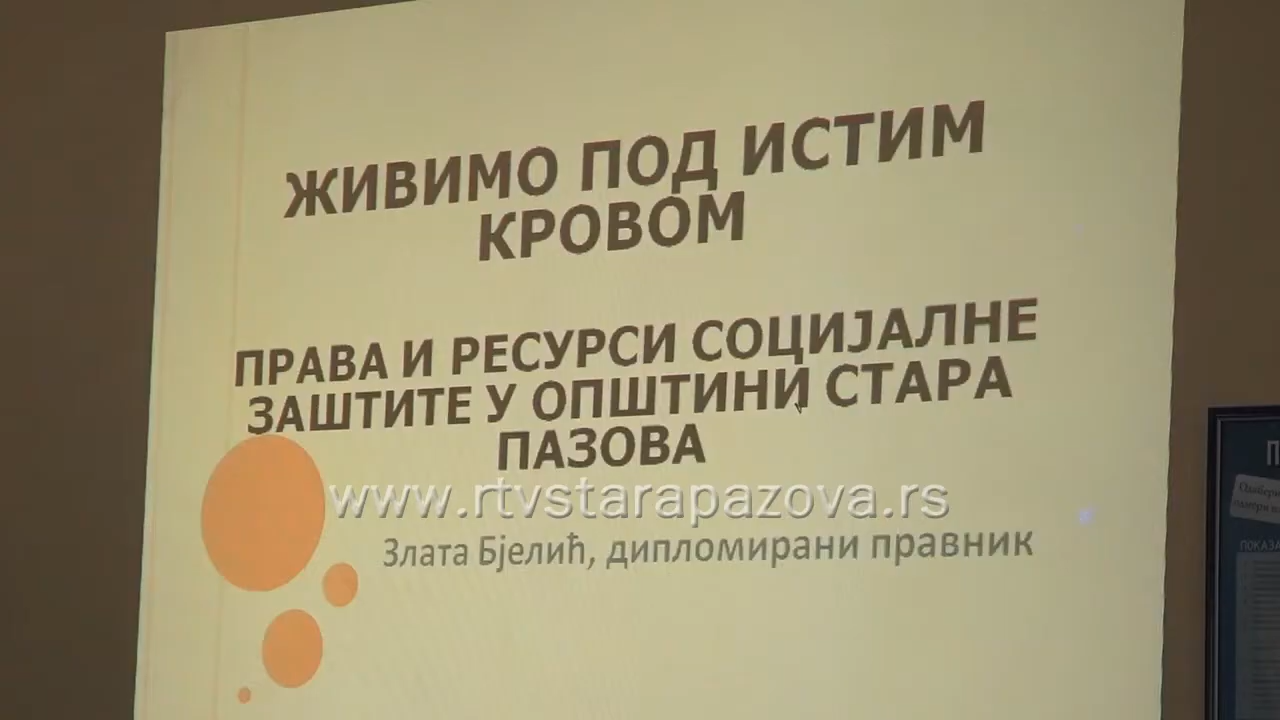 ЖИВИМО ПОД ИСТИМ
КРОВОМ
ПРАВА И РЕСУРСИ СОЦИЈАЛНЕ
ЗАШТИТЕ У ОПШТИНИ СТАРА
ПАЗОВА
www.rtvstarapazova.rs
Злата Бјелић, дипломирани правник